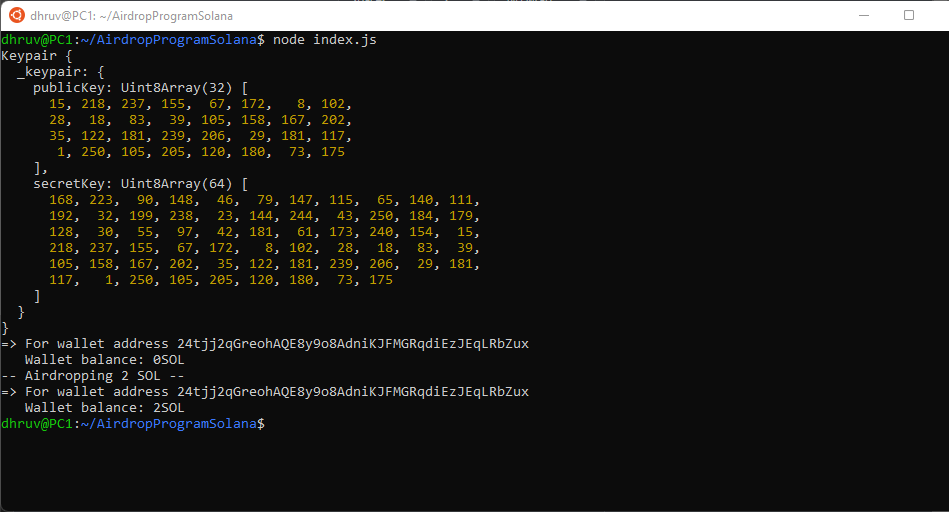 dhruv@PC1: ~/AirdropProgramSolana
dhruv@PC1:~/AirdropProgramSolana$ node index.js
Keypair {
  _keypair: {
    publicKey: Uint8Array(32) [
       15, 218, 237, 155,  67, 172,   8, 102,
       28,  18,  83,  39, 105, 158, 167, 202,
       35, 122, 181, 239, 206,  29, 181, 117,
        1, 250, 105, 205, 120, 180,  73, 175
    ],
    secretKey: Uint8Array(64) [
      168, 223,  90, 148,  46,  79, 147, 115,  65, 140, 111,
      192,  32, 199, 238,  23, 144, 244,  43, 250, 184, 179,
      128,  30,  55,  97,  42, 181,  61, 173, 240, 154,  15,
      218, 237, 155,  67, 172,   8, 102,  28,  18,  83,  39,
      105, 158, 167, 202,  35, 122, 181, 239, 206,  29, 181,
      117,   1, 250, 105, 205, 120, 180,  73, 175
    ]
  }
}
=> For wallet address 24tjj2qGreohAQE8y9o8AdniKJFMGRqdiEzJEqLRbZux
   Wallet balance: 0SOL
-- Airdropping 2 SOL --
=> For wallet address 24tjj2qGreohAQE8y9o8AdniKJFMGRqdiEzJEqLRbZux
   Wallet balance: 2SOL
dhruv@PC1:~/AirdropProgramSolana$